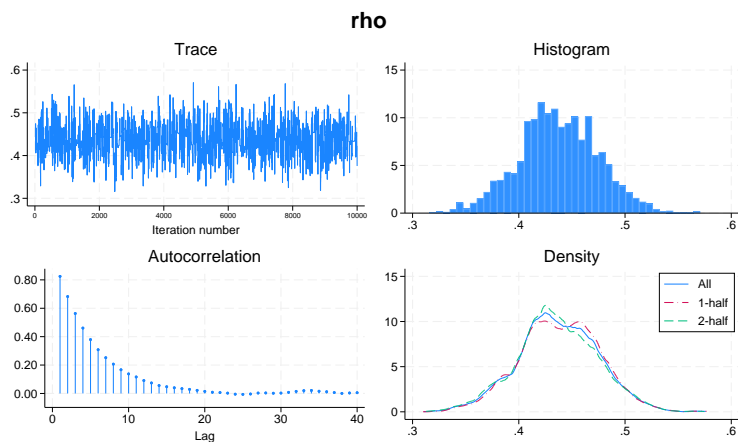 rho
Trace
.6
.5
.4
.3
0 2000 4000 6000 8000 10000
Iteration number
Histogram
15
10
5
0
.3 .4 .5 .6
Autocorrelation
0.80
0.60
0.40
0.20
0.00
0 10 20 30 40
Lag
Density
15
10
5
0
.3 .4 .5 .6
All
1-half
2-half